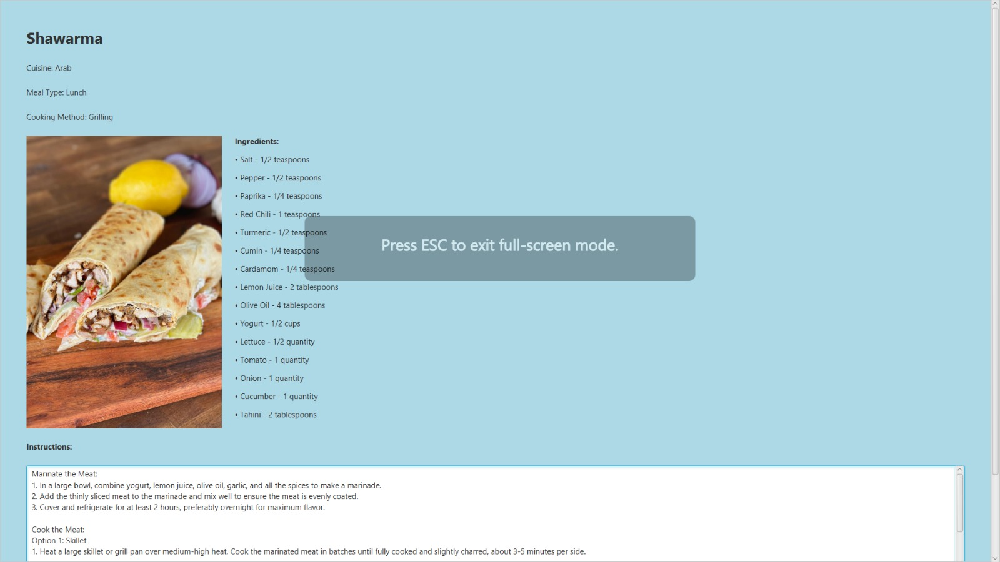 Shawarma
Cuisine: Arab
Meal Type: Lunch
Cooking Method: Grilling
Ingredients:
• Salt - 1/2 teaspoons
• Pepper - 1/2 teaspoons
• Paprika - 1/4 teaspoons
• Red Chili - 1 teaspoons
• Turmeric - 1/2 teaspoons
• Cumin - 1/4 teaspoons
• Cardamom - 1/4 teaspoons
• Lemon Juice - 2 tablespoons
• Olive Oil - 4 tablespoons
• Yogurt - 1/2 cups
• Lettuce - 1/2 quantity
• Tomato - 1 quantity
• Onion - 1 quantity
• Cucumber - 1 quantity
• Tahini - 2 tablespoons
Press ESC to exit full-screen mode.
Instructions:
Marinate the Meat:
1. In a large bowl, combine yogurt, lemon juice, olive oil, garlic, and all the spices to make a marinade.
2. Add the thinly sliced meat to the marinade and mix well to ensure the meat is evenly coated.
3. Cover and refrigerate for at least 2 hours, preferably overnight for maximum flavor.
Cook the Meat:
Option 1: Skillet
1. Heat a large skillet or grill pan over medium-high heat. Cook the marinated meat in batches until fully cooked and slightly charred, about 3-5 minutes per side.